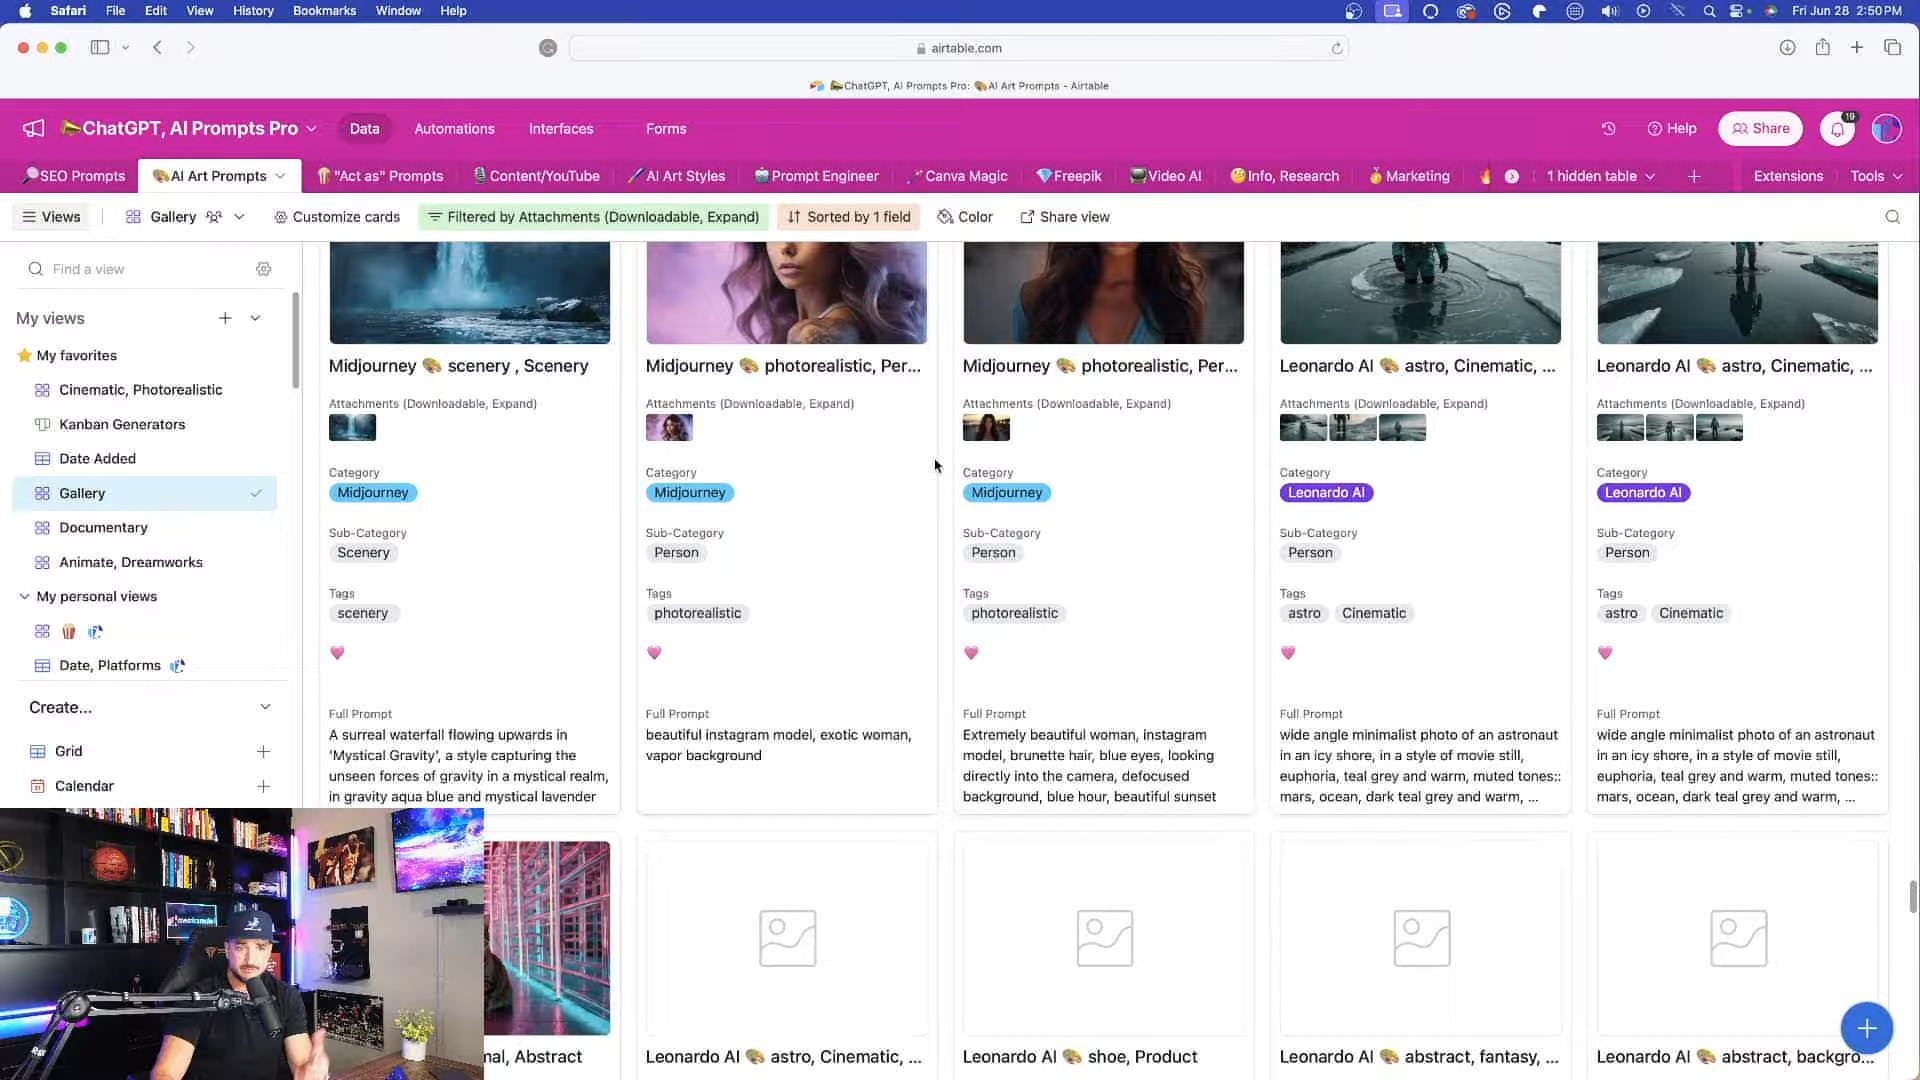 Safari File Edit View History Bookmarks Window Help Fri Jun 28 2:50 PM
airtable.com
ChatGPT, AI Prompts Pro: 🎨AI Art Prompts - Airtable
ChatGPT, AI Prompts Pro Data Automations Interfaces Forms Help Share 19
SEO Prompts AI Art Prompts "Act as" Prompts Content/YouTube AI Art Styles Prompt Engineer Canva Magic Freepik Video AI Info, Research Marketing 1 hidden table Extensions Tools
Views Gallery Customize cards Filtered by Attachments (Downloadable, Expand) Sorted by 1 field Color Share view
Find a view
My views
My favorites
Cinematic, Photorealistic
Kanban Generators
Date Added
Gallery
Documentary
Animate, Dreamworks
My personal views
Date, Platforms
Create...
Grid
Calendar
Midjourney 🎨 scenery , Scenery
Attachments (Downloadable, Expand)
Category
Midjourney
Sub-Category
Scenery
Tags
scenery
Full Prompt
A surreal waterfall flowing upwards in
'Mystical Gravity', a style capturing the
unseen forces of gravity in a mystical realm,
in gravity aqua blue and mystical lavender
Midjourney 🎨 photorealistic, Per...
Attachments (Downloadable, Expand)
Category
Midjourney
Sub-Category
Person
Tags
photorealistic
Full Prompt
beautiful instagram model, exotic woman,
vapor background
Midjourney 🎨 photorealistic, Per...
Attachments (Downloadable, Expand)
Category
Midjourney
Sub-Category
Person
Tags
photorealistic
Full Prompt
Extremely beautiful woman, instagram
model, brunette hair, blue eyes, looking
directly into the camera, defocused
background, blue hour, beautiful sunset
Leonardo AI 🎨 astro, Cinematic, ...
Attachments (Downloadable, Expand)
Category
Leonardo AI
Sub-Category
Person
Tags
astro Cinematic
Full Prompt
wide angle minimalist photo of an astronaut
in an icy shore, in a style of movie still,
euphoria, teal grey and warm, muted tones::
mars, ocean, dark teal grey and warm, ...
Leonardo AI 🎨 astro, Cinematic, ...
Attachments (Downloadable, Expand)
Category
Leonardo AI
Sub-Category
Person
Tags
astro Cinematic
Full Prompt
wide angle minimalist photo of an astronaut
in an icy shore, in a style of movie still,
euphoria, teal grey and warm, muted tones::
mars, ocean, dark teal grey and warm, ...
nal, Abstract
Leonardo AI 🎨 astro, Cinematic, ...
Leonardo AI 🎨 shoe, Product
Leonardo AI 🎨 abstract, fantasy, ...
Leonardo AI 🎨 abstract, backgro...